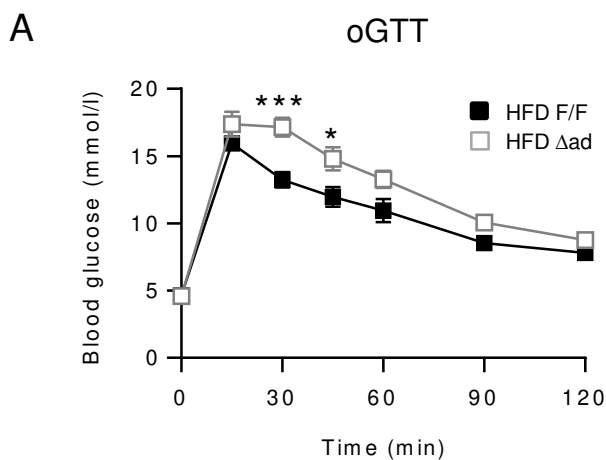 A
oGTT
Blood glucose (mmol/l)
20
15
10
5
0
***
*
HFD F/F
HFD Δad
0 30 60 90 120
Time (min)